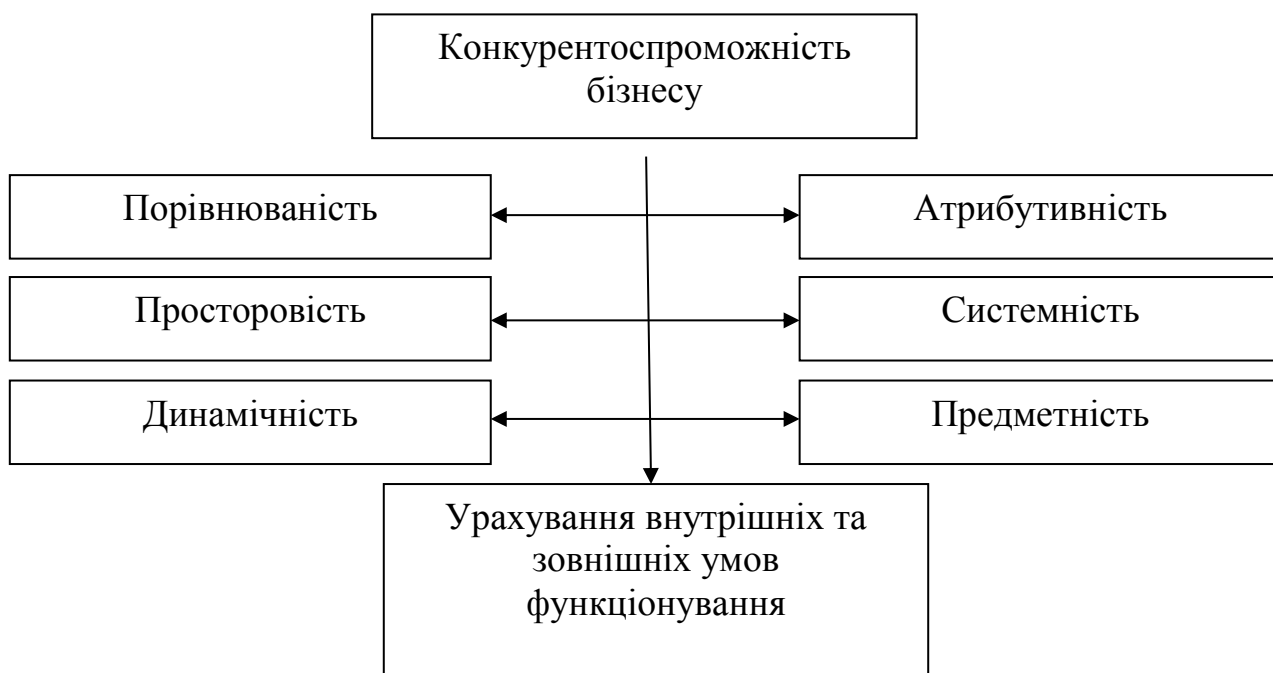 Конкурентоспроможність
бізнесу
Порівнюваність
Атрибутивність
Просторовість
Системність
Динамічність
Предметність
Урахування внутрішніх та
зовнішніх умов
функціонування